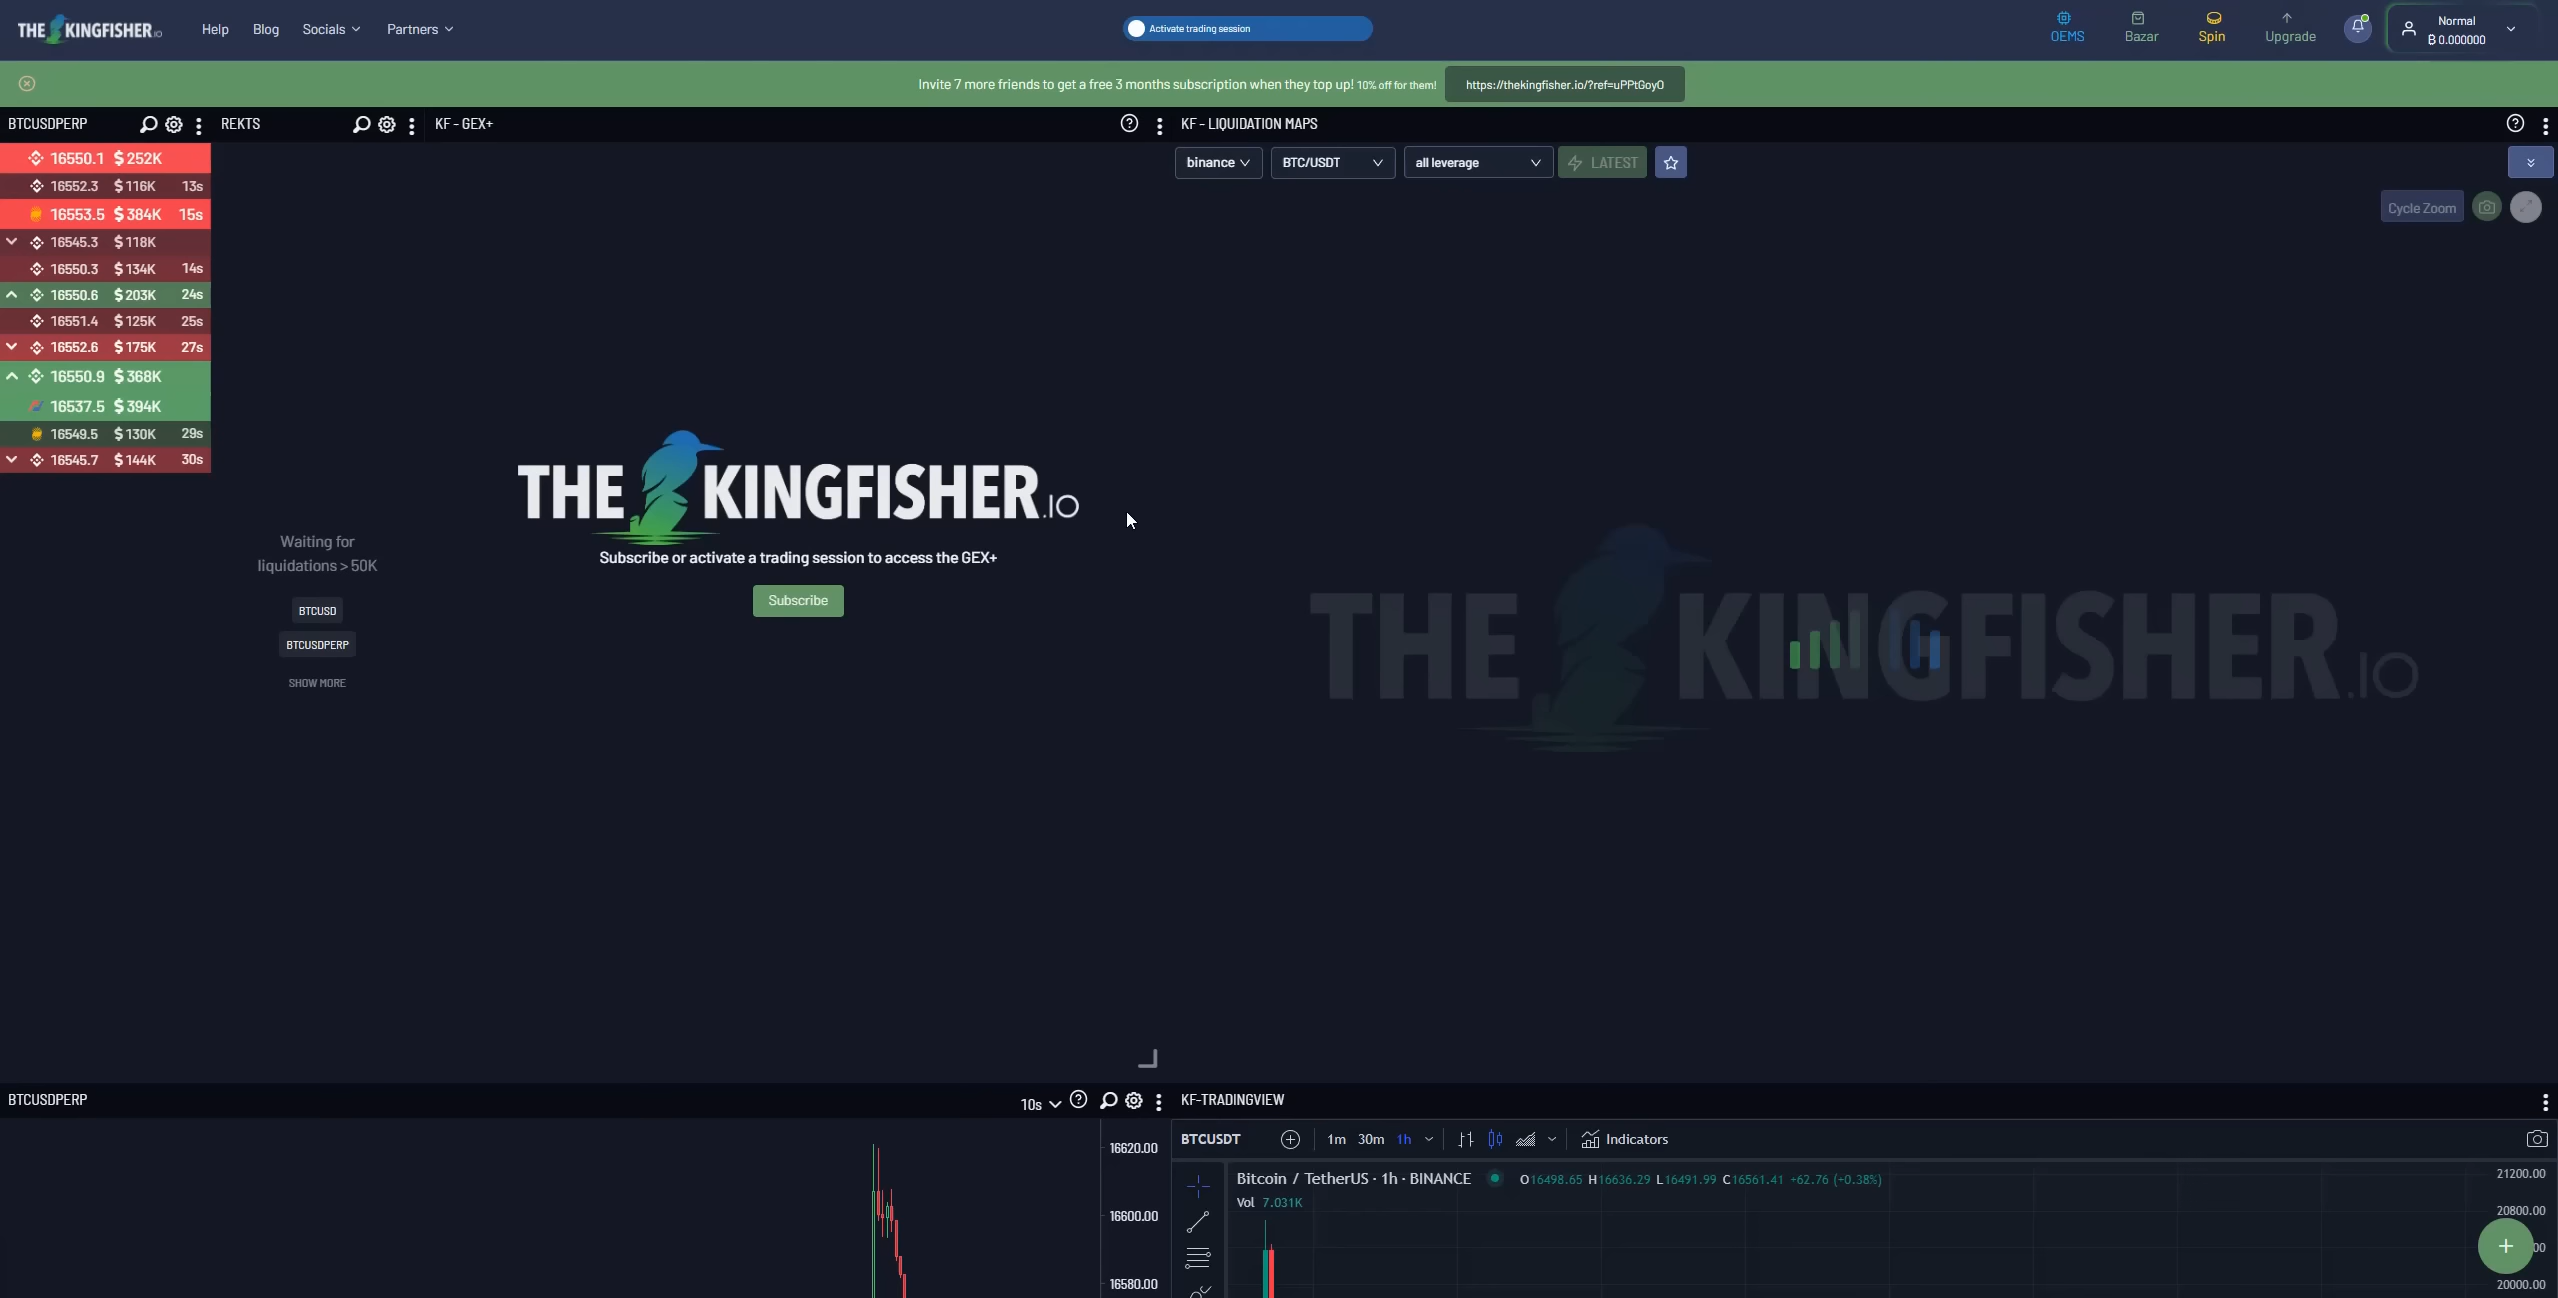 THE KINGFISHER.IO
Help
Blog
Socials
Partners
Activate trading session
OEMS
Bazar
Spin
Upgrade
Normal
₿ 0.000000
Invite 7 more friends to get a free 3 months subscription when they top up! 10% off for them!
https://thekingfisher.io/?ref=uPPtGoyO
BTCUSDPERP
REKTS
KF - GEX+
KF - LIQUIDATION MAPS
16550.1 $252K
16552.3 $116K 13s
16553.5 $384K 15s
16545.3 $118K
16550.3 $134K 14s
16550.6 $203K 24s
16551.4 $125K 25s
16552.6 $175K 27s
16550.9 $368K
16537.5 $394K
16549.5 $130K 29s
16545.7 $144K 30s
Waiting for
liquidations > 50K
BTCUSD
BTCUSDPERP
SHOW MORE
THE KINGFISHER.IO
Subscribe or activate a trading session to access the GEX+
Subscribe
binance
BTC/USDT
all leverage
LATEST
Cycle Zoom
THE KINGFISHER.IO
BTCUSDPERP
10s
16620.00
16600.00
16580.00
KF-TRADINGVIEW
BTCUSDT
1m 30m 1h
Indicators
Bitcoin / TetherUS · 1h · BINANCE
O16498.65 H16636.29 L16491.99 C16561.41 +62.76 (+0.38%)
Vol 7.031K
21200.00
20800.00
20000.00